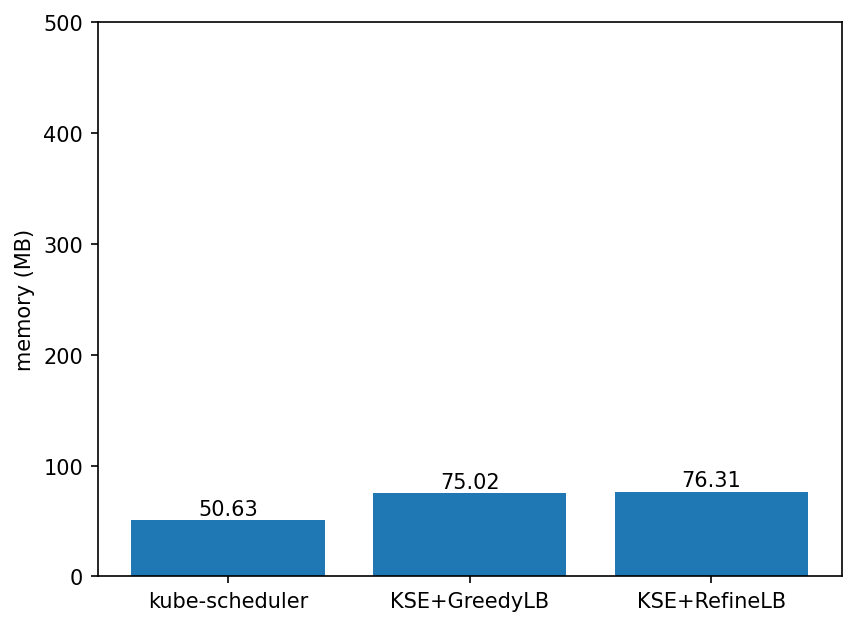 500
400
300
200
100
0
memory (MB)
50.63
75.02
76.31
kube-scheduler
KSE+GreedyLB
KSE+RefineLB